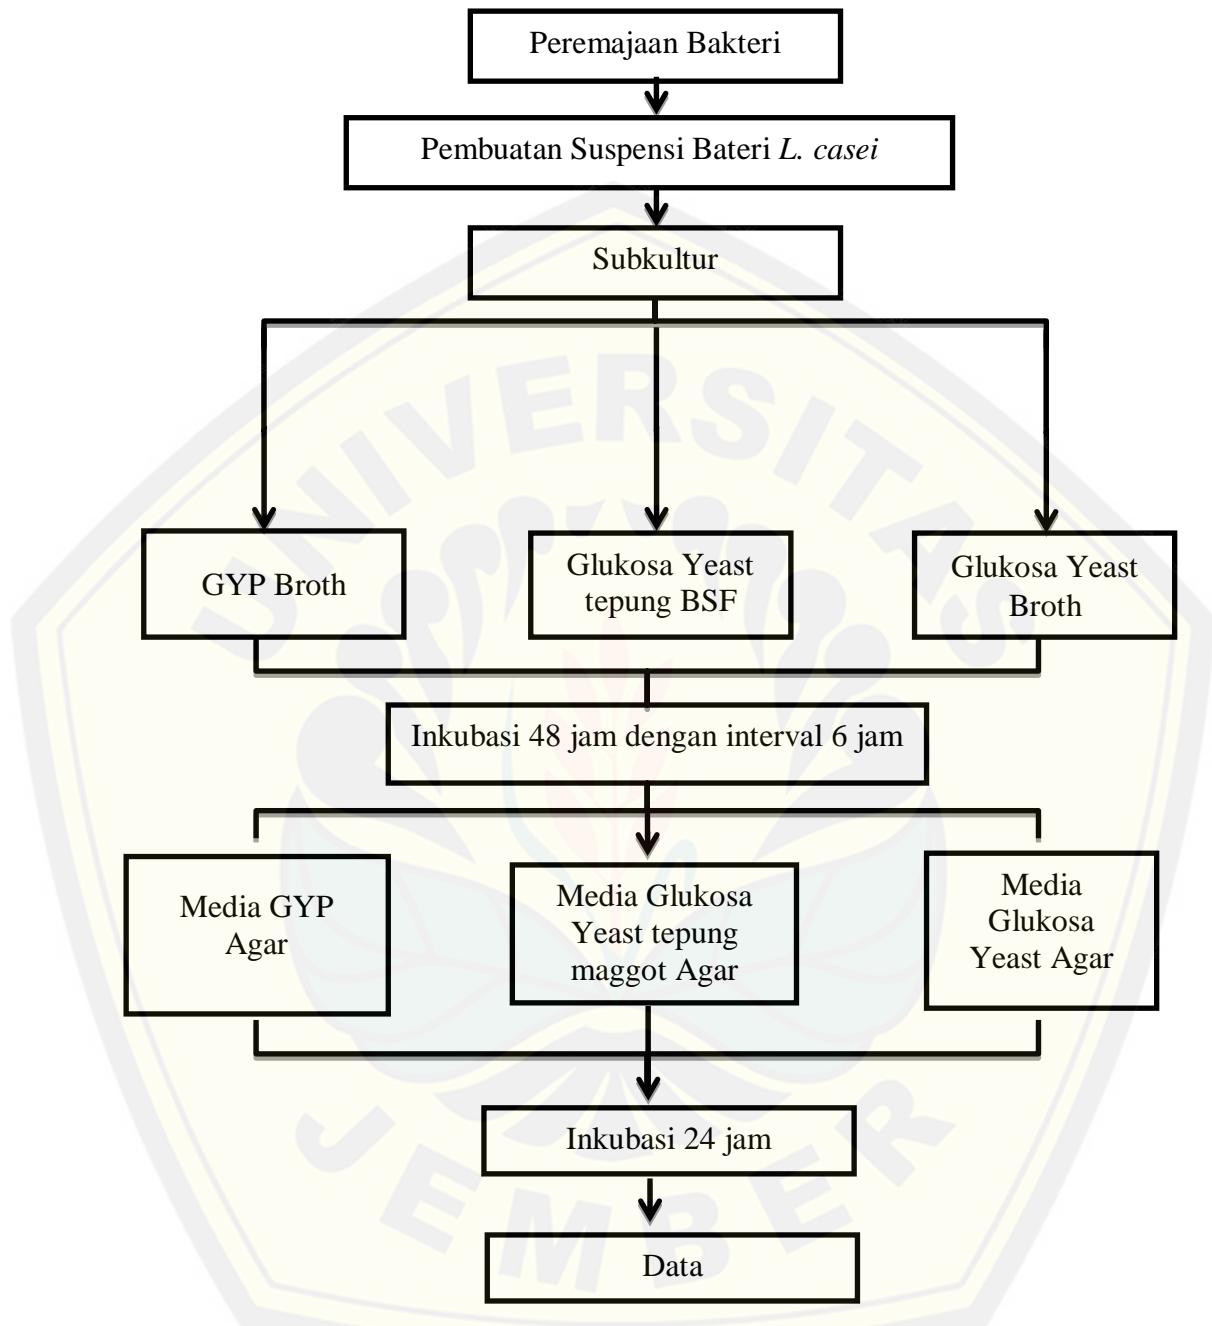 Peremajaan Bakteri
Pembuatan Suspensi Bateri L. casei
Subkultur
GYP Broth
Glukosa Yeast
tepung BSF
Glukosa Yeast
Broth
Inkubasi 48 jam dengan interval 6 jam
Media GYP
Agar
Media Glukosa
Yeast tepung
maggot Agar
Media
Glukosa
Yeast Agar
Inkubasi 24 jam
Data
UNIVERSITAS
JEMBER